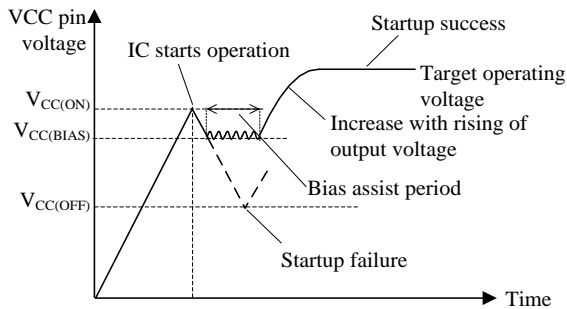 VCC pin
voltage
Startup success
IC starts operation
Target operating
voltage
VCC(ON)
Increase with rising of
output voltage
VCC(BIAS)
Bias assist period
VCC(OFF)
Startup failure
Time